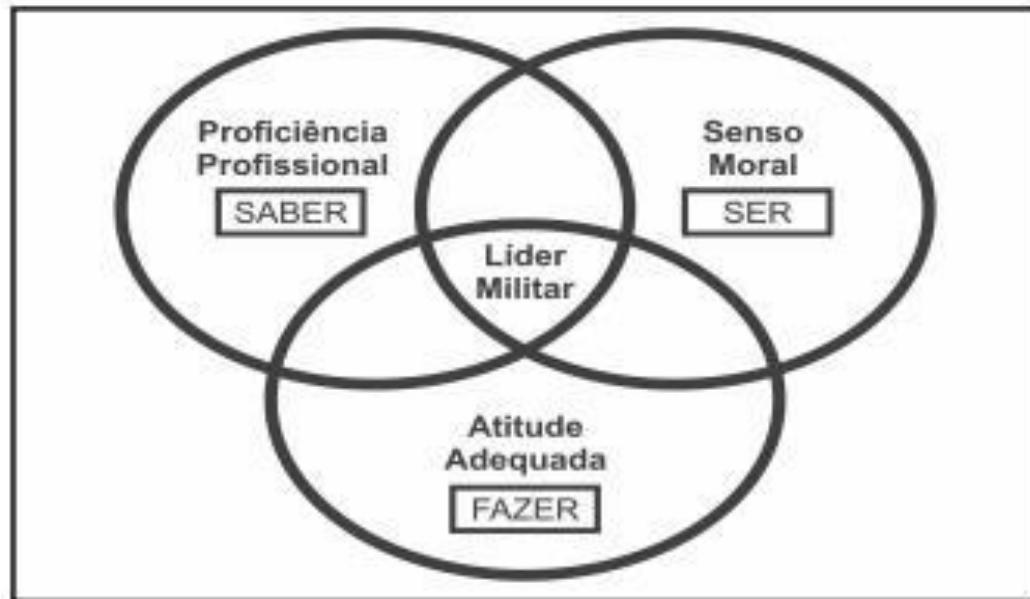 Proficiência
Profissional
SABER
Senso
Moral
SER
Líder
Militar
Atitude
Adequada
FAZER